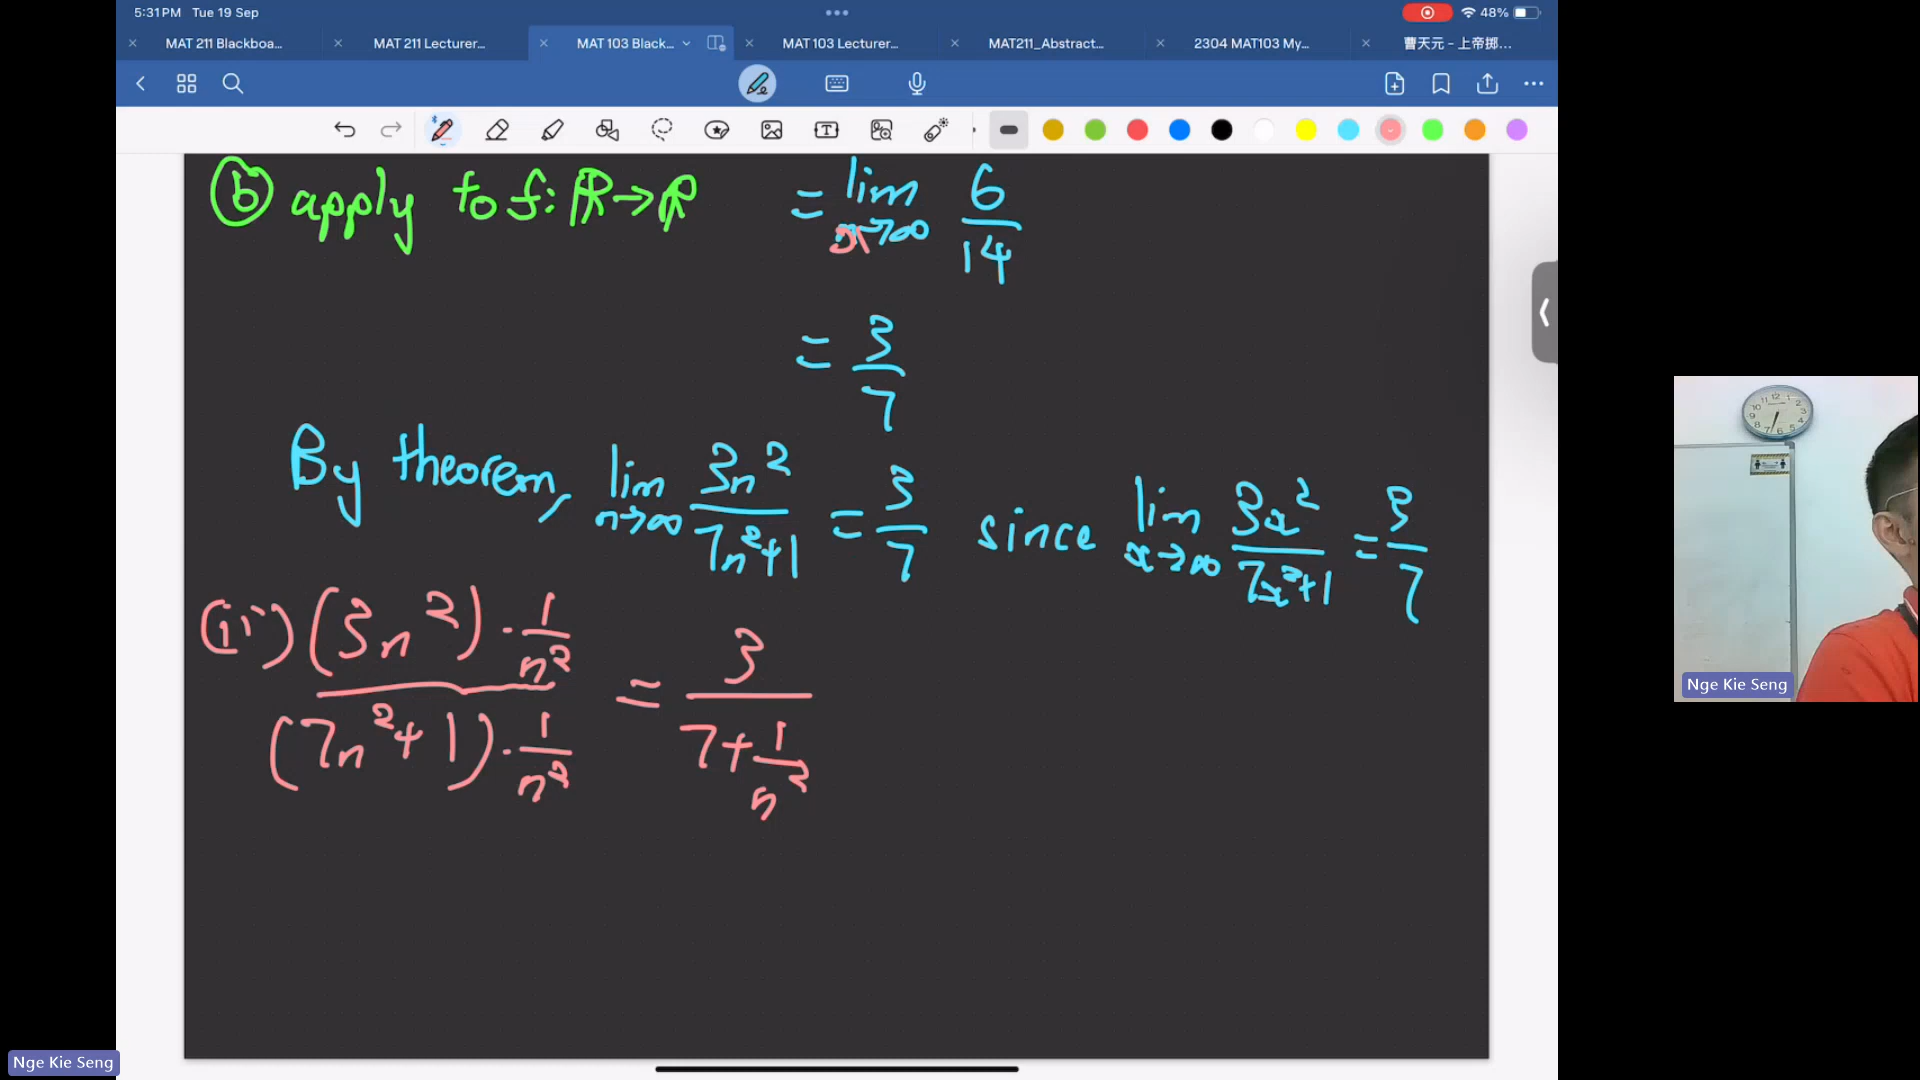 5:31 PM Tue 19 Sep
48%
MAT 211 Blackboa...
MAT 211 Lecturer...
MAT 103 Black...
MAT 103 Lecturer...
MAT211_Abstract...
2304 MAT103 My...
曹天元 - 上帝掷...
ⓑ apply to f: ℝ→ℝ
= lim x→∞ 6/14
= 3/7
By theorem, lim n→∞ 3n²/(7n²+1) = 3/7 since lim x→∞ 3x²/(7x²+1) = 3/7
(ii) (3n²)·1/n² / (7n²+1)·1/n² = 3/(7+1/n²)
Nge Kie Seng
Nge Kie Seng